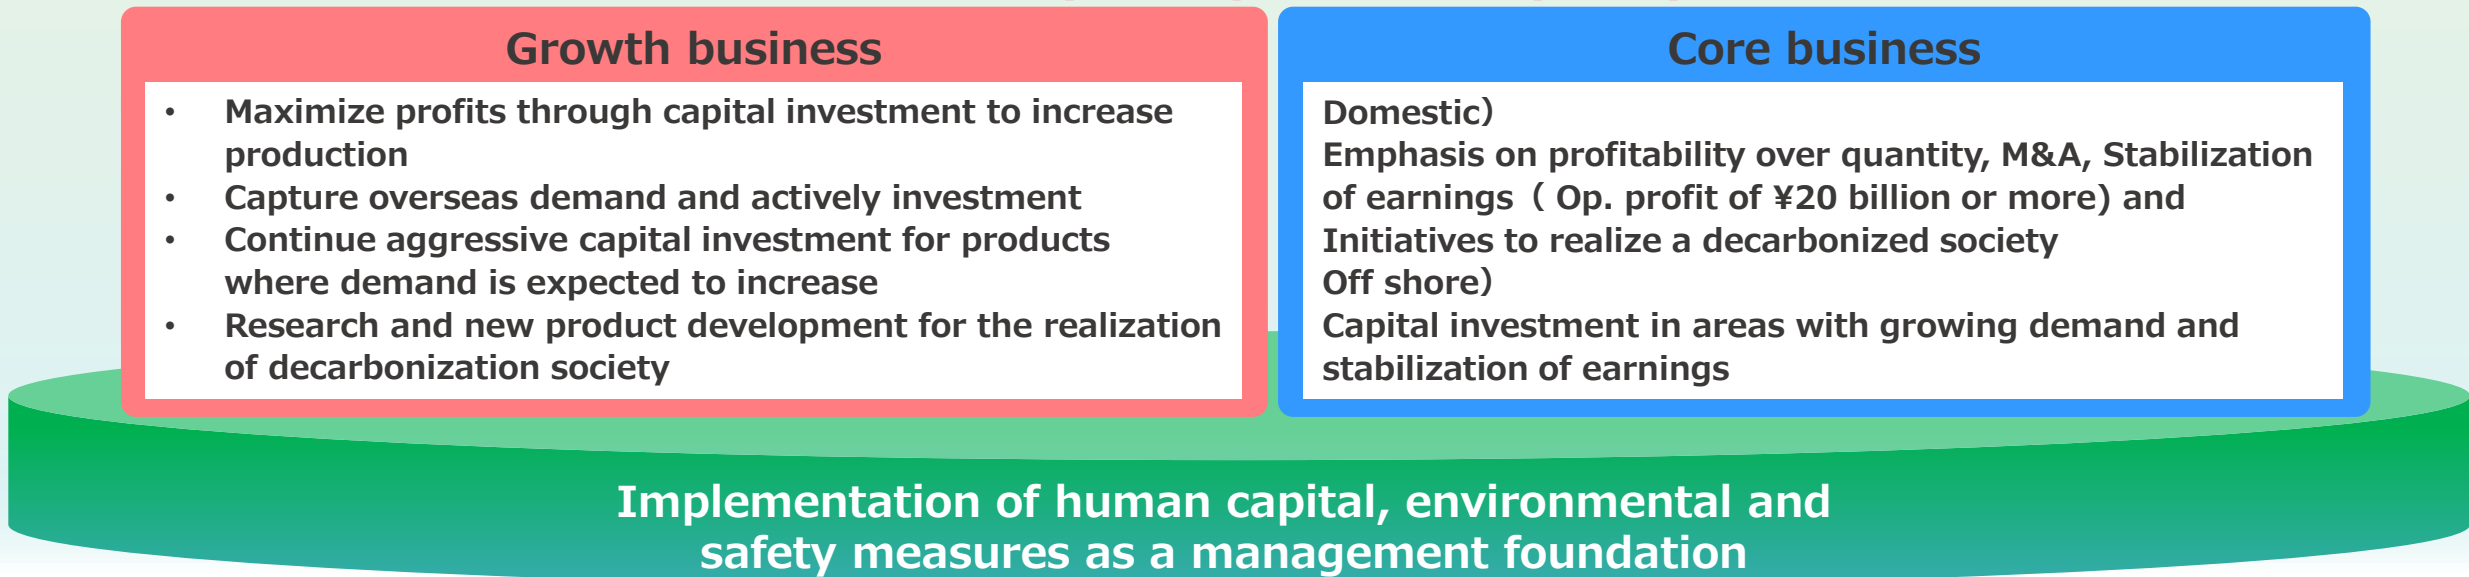 Growth business
• Maximize profits through capital investment to increase
production
• Capture overseas demand and actively investment
• Continue aggressive capital investment for products
where demand is expected to increase
• Research and new product development for the realization
of decarbonization society
Core business
Domestic）
Emphasis on profitability over quantity, M&A, Stabilization
of earnings（ Op. profit of ¥20 billion or more) and
Initiatives to realize a decarbonized society
Off shore）
Capital investment in areas with growing demand and
stabilization of earnings
Implementation of human capital, environmental and
safety measures as a management foundation